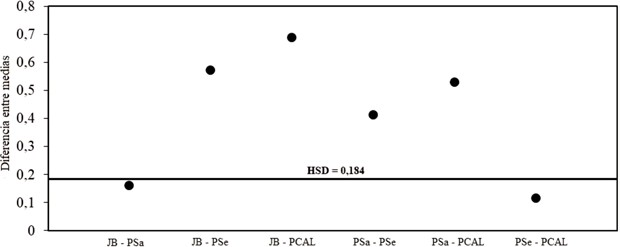 0,8
0,7
0,6
0,5
0,4
0,3
0,2
0,1
0
Diferencia entre medias
HSD = 0,184
JB - PSa
JB - PSe
JB - PCAL
PSa - PSe
PSa - PCAL
PSe - PCAL